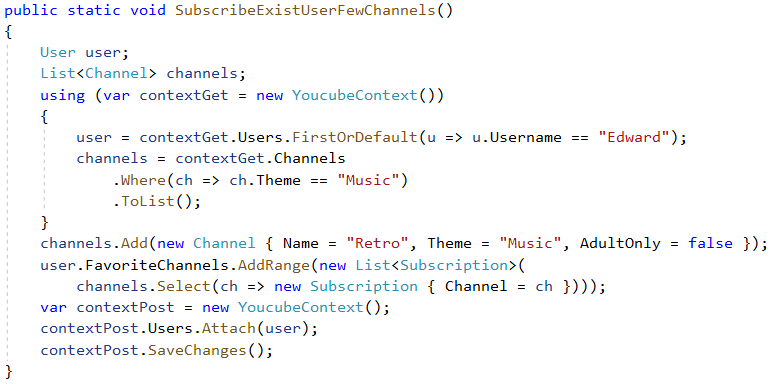 public static void SubscribeExistUserFewChannels()
{
    User user;
    List<Channel> channels;
    using (var contextGet = new YoucubeContext())
    {
        user = contextGet.Users.FirstOrDefault(u => u.Username == "Edward");
        channels = contextGet.Channels
            .Where(ch => ch.Theme == "Music")
            .ToList();
    }
    channels.Add(new Channel { Name = "Retro", Theme = "Music", AdultOnly = false });
    user.FavoriteChannels.AddRange(new List<Subscription>(
        channels.Select(ch => new Subscription { Channel = ch })));
    var contextPost = new YoucubeContext();
    contextPost.Users.Attach(user);
    contextPost.SaveChanges();
}